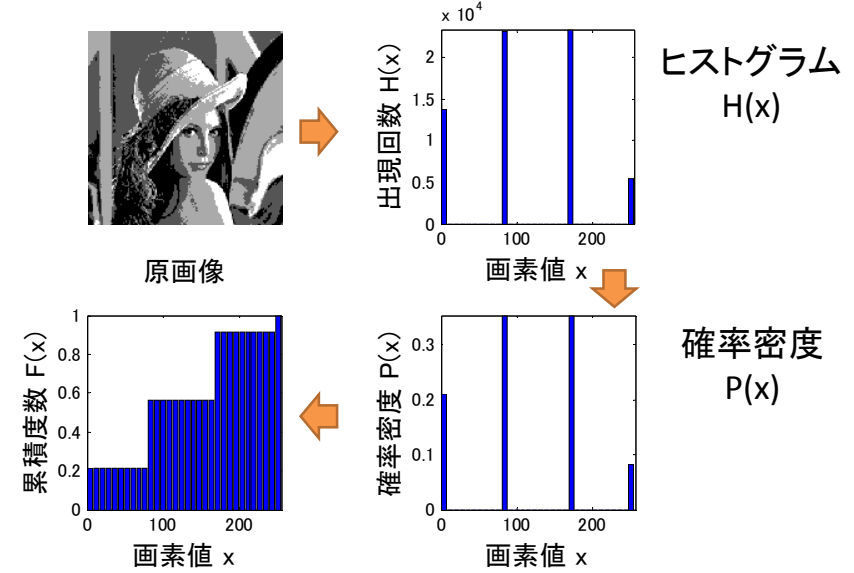 x 10^4
2
1.5
1
0.5
0
0 100 200
出現回数 H(x)
画素値 x
ヒストグラム
H(x)
原画像
1
0.8
0.6
0.4
0.2
0
0 100 200
累積度数 F(x)
画素値 x
0.3
0.2
0.1
0
0 100 200
確率密度 P(x)
画素値 x
確率密度
P(x)